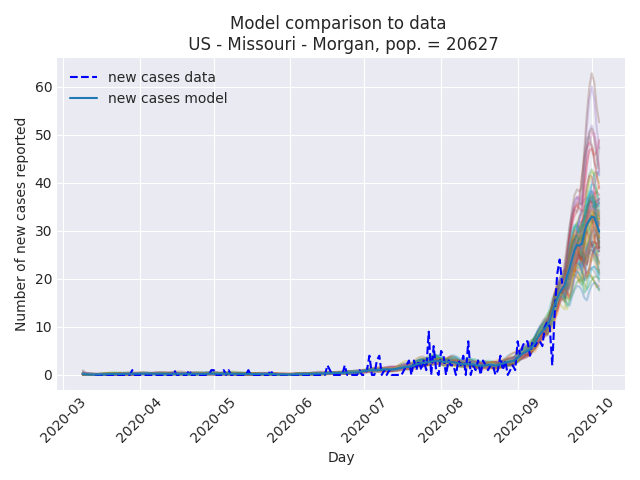 Model comparison to data
US - Missouri - Morgan, pop. = 20627
new cases data
new cases model
Number of new cases reported
60
50
40
30
20
10
0
2020-03
2020-04
2020-05
2020-06
2020-07
2020-08
2020-09
2020-10
Day